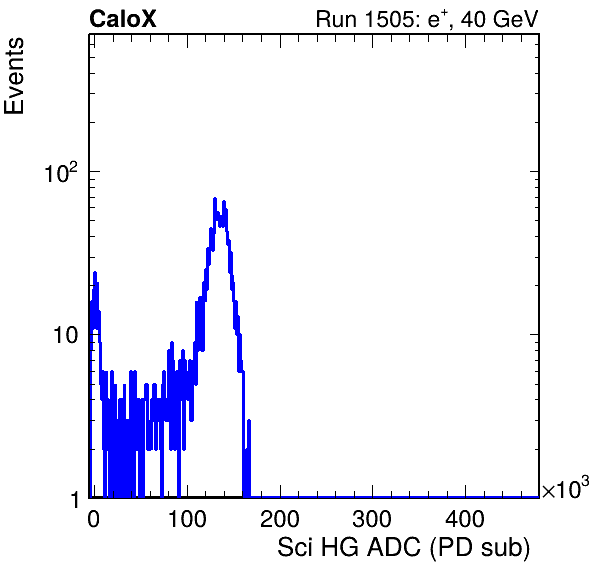 CaloX Run 1505: e⁺, 40 GeV
Events
10²
10
1
0 100 200 300 400 ×10³
Sci HG ADC (PD sub)